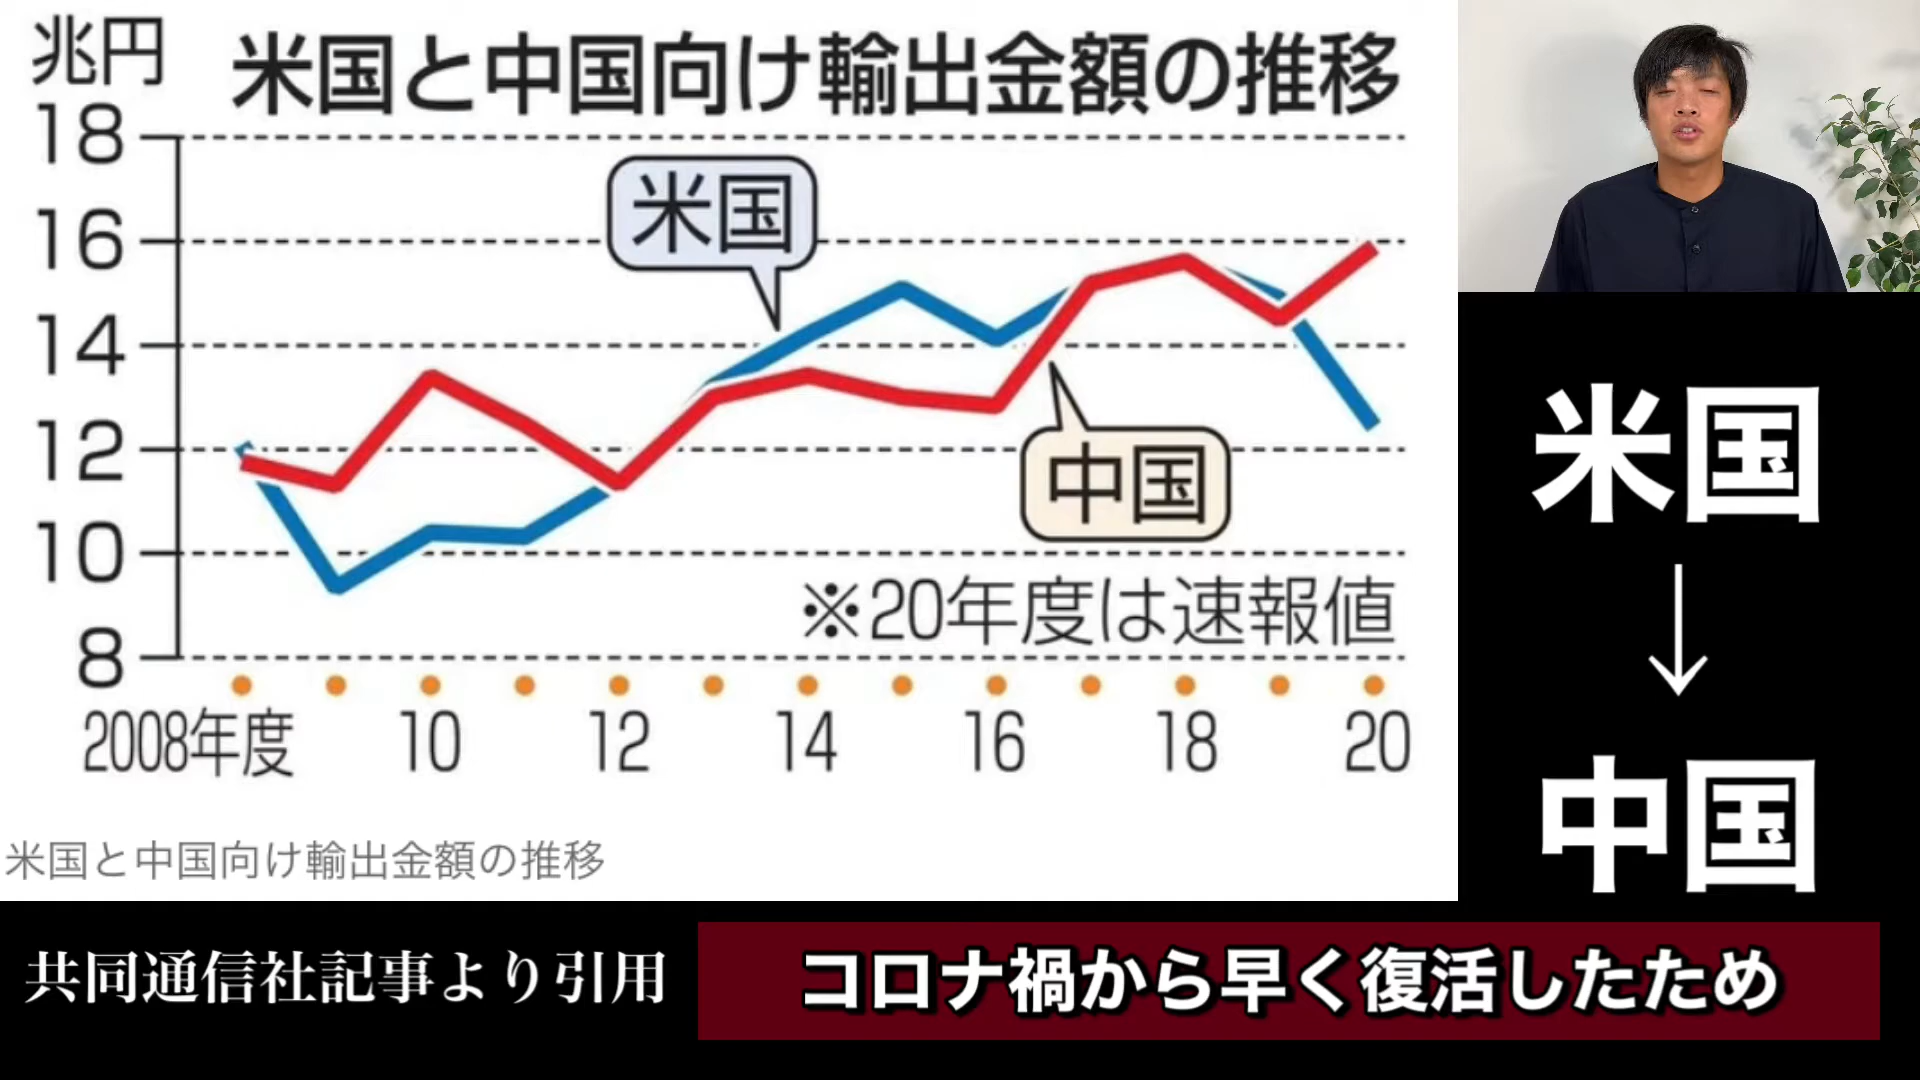 兆円
米国と中国向け輸出金額の推移
18
16
14
12
10
8
米国
中国
※20年度は速報値
2008年度 10 12 14 16 18 20
米国と中国向け輸出金額の推移
米国
↓
中国
共同通信社記事より引用
コロナ禍から早く復活したため